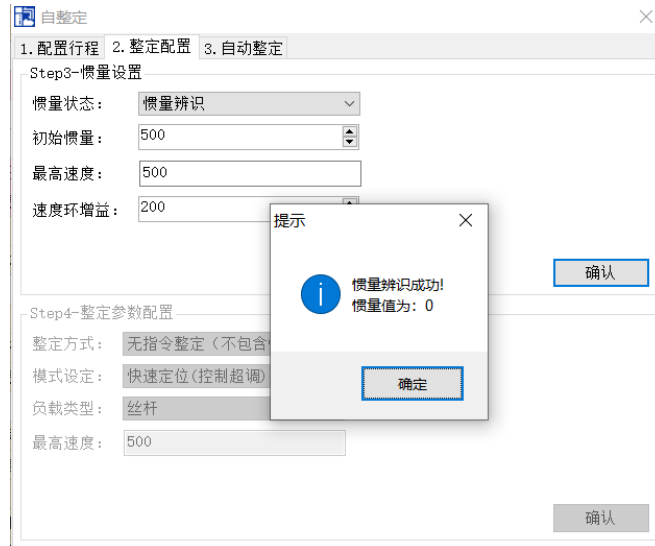 自整定
1.配置行程 2.整定配置 3.自动整定
Step3-惯量设置
惯量状态： 惯量辨识
初始惯量： 500
最高速度： 500
速度环增益： 200
提示
惯量辨识成功!
惯量值为：0
确定
确认
Step4-整定参数配置
整定方式： 无指令整定（不包含
模式设定： 快速定位(控制超调)
负载类型： 丝杆
最高速度： 500
确认